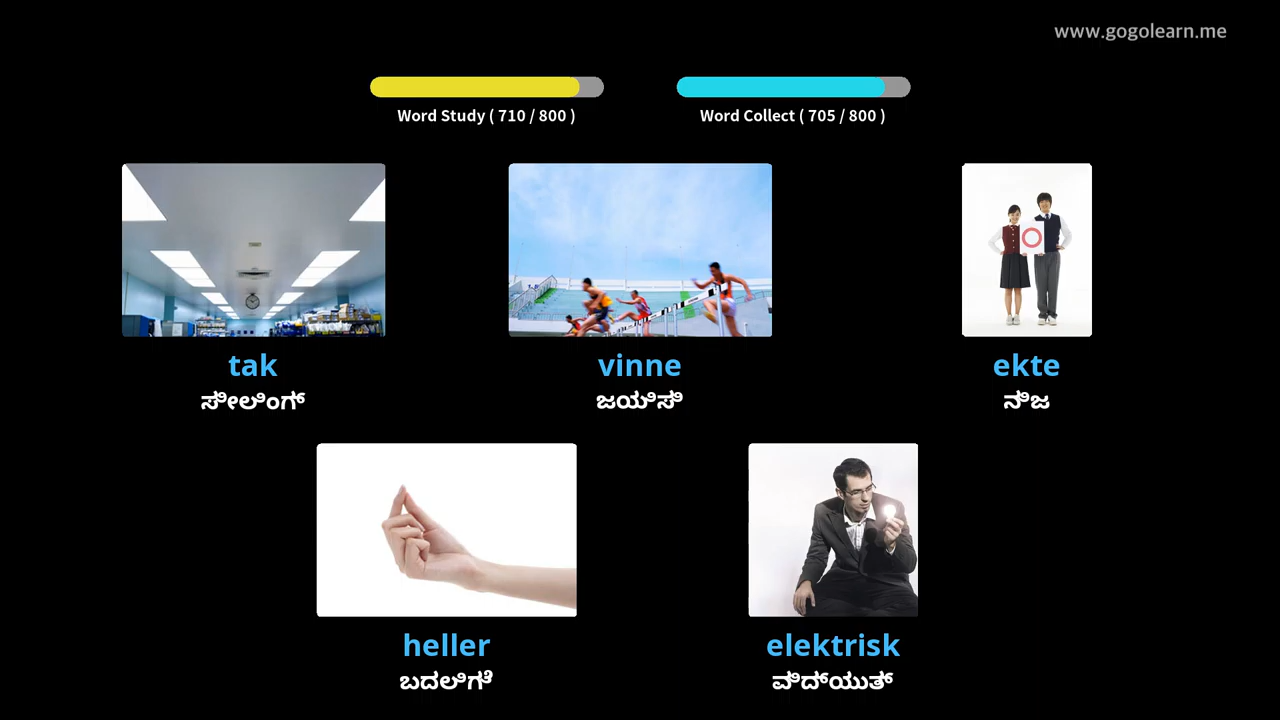 www.gogolearn.me
Word Study ( 710 / 800 )
Word Collect ( 705 / 800 )
tak
ಸೀಲಿಂಗ್
vinne
ಜಯಿಸಿ
ekte
ನಿಜ
heller
ಬದಲಿಗೆ
elektrisk
ವಿದ್ಯುತ್